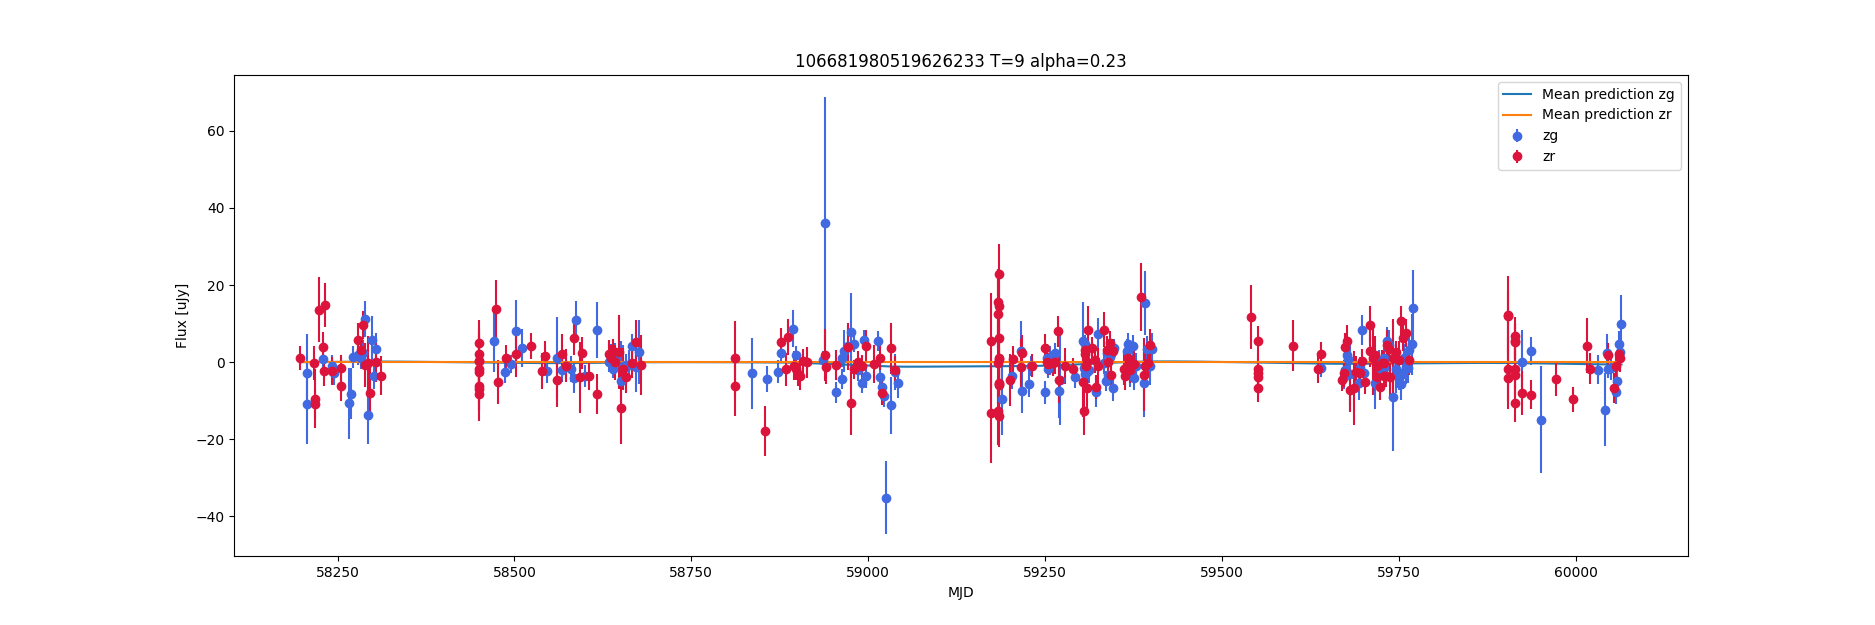 106681980519626233 T=9 alpha=0.23
Mean prediction zg
Mean prediction zr
zg
zr
Flux [uJy]
60
40
20
0
−20
−40
58250 58500 58750 59000 59250 59500 59750 60000
MJD